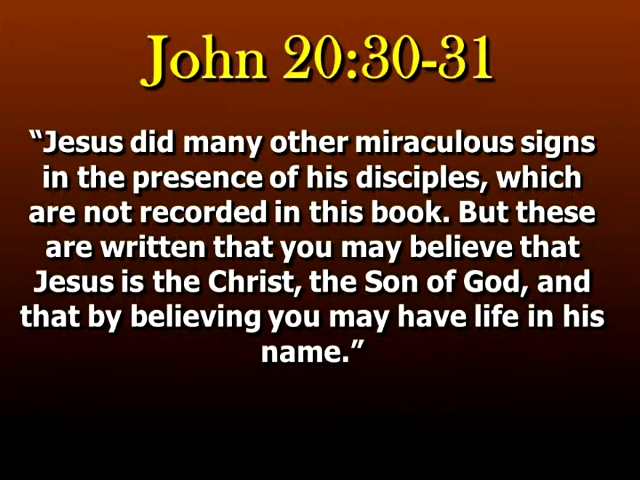 John 20:30-31
“Jesus did many other miraculous signs
in the presence of his disciples, which
are not recorded in this book. But these
are written that you may believe that
Jesus is the Christ, the Son of God, and
that by believing you may have life in his
name.”